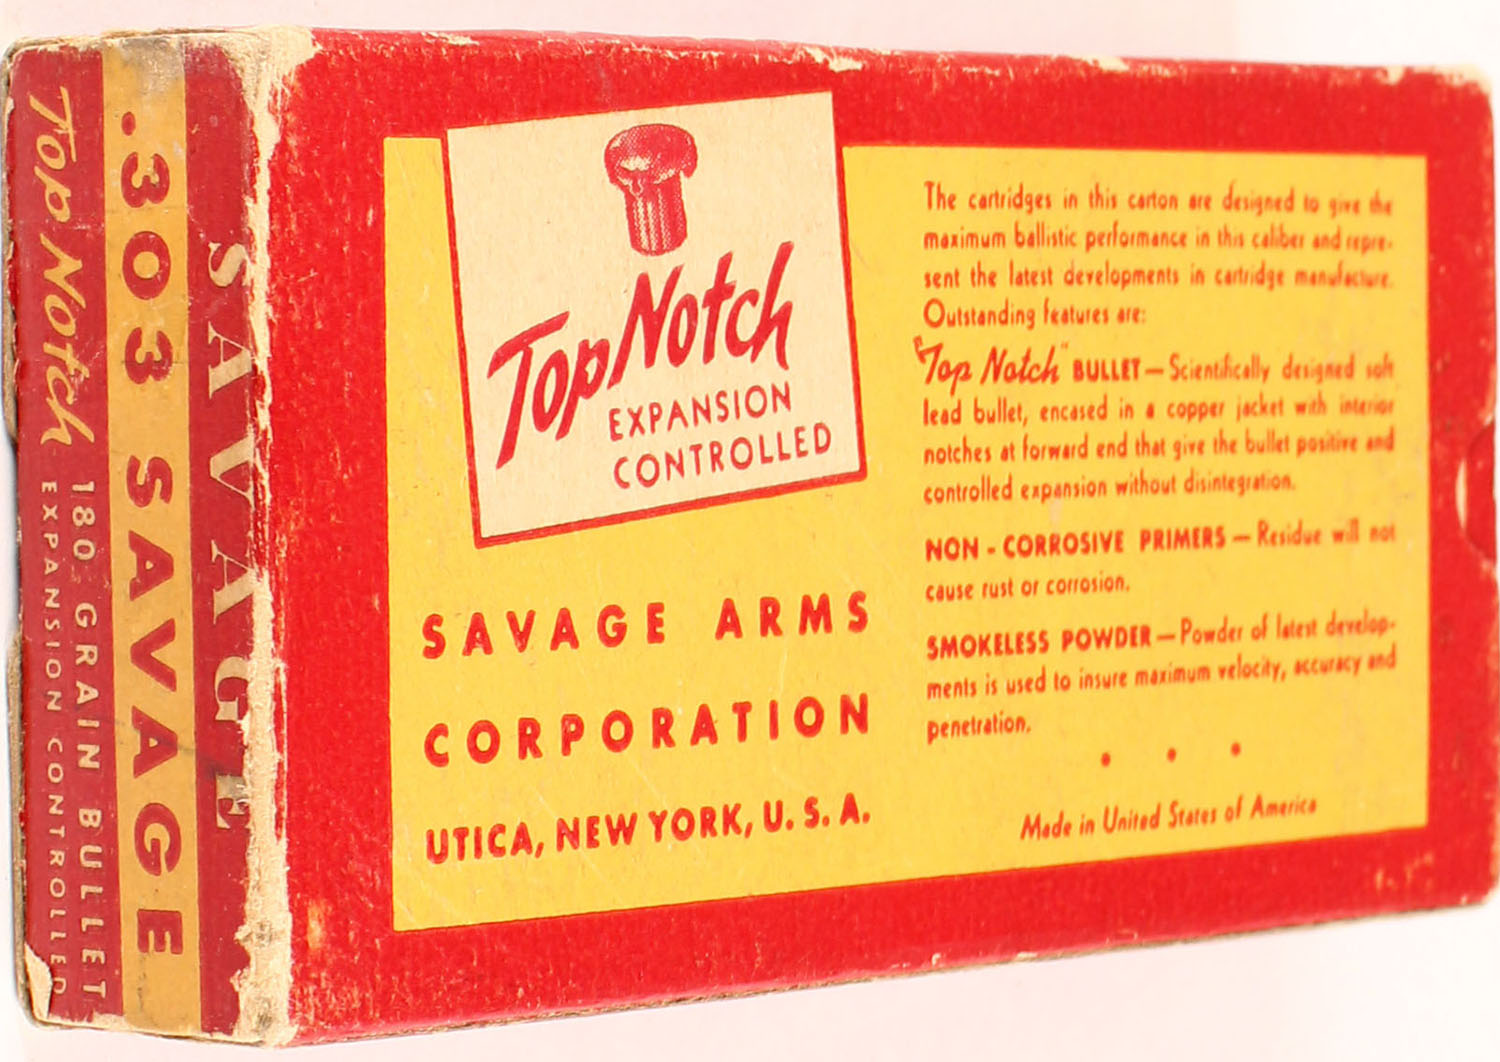 SAVAGE
.303 SAVAGE
Top Notch
180 GRAIN BULLET
EXPANSION CONTROLLED
Top Notch
EXPANSION
CONTROLLED
SAVAGE ARMS
CORPORATION
UTICA, NEW YORK, U. S. A.
The cartridges in this carton are designed to give the
maximum ballistic performance in this caliber and repre-
sent the latest developments in cartridge manufacture.
Outstanding features are:
"Top Notch" BULLET — Scientifically designed soft
lead bullet, encased in a copper jacket with interior
notches at forward end that give the bullet positive and
controlled expansion without disintegration.
NON - CORROSIVE PRIMERS — Residue will not
cause rust or corrosion.
SMOKELESS POWDER — Powder of latest develop-
ments is used to insure maximum velocity, accuracy and
penetration.
• • •
Made in United States of America